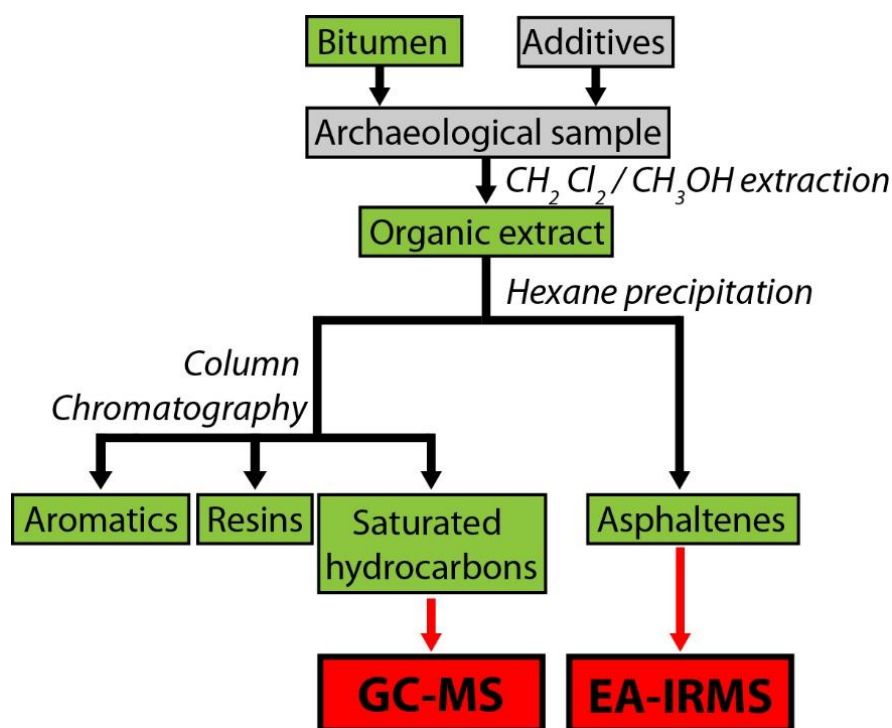 Bitumen
Additives
Archaeological sample
CH₂ Cl₂ / CH₃OH extraction
Organic extract
Hexane precipitation
Column
Chromatography
Aromatics
Resins
Saturated
hydrocarbons
Asphaltenes
GC-MS
EA-IRMS